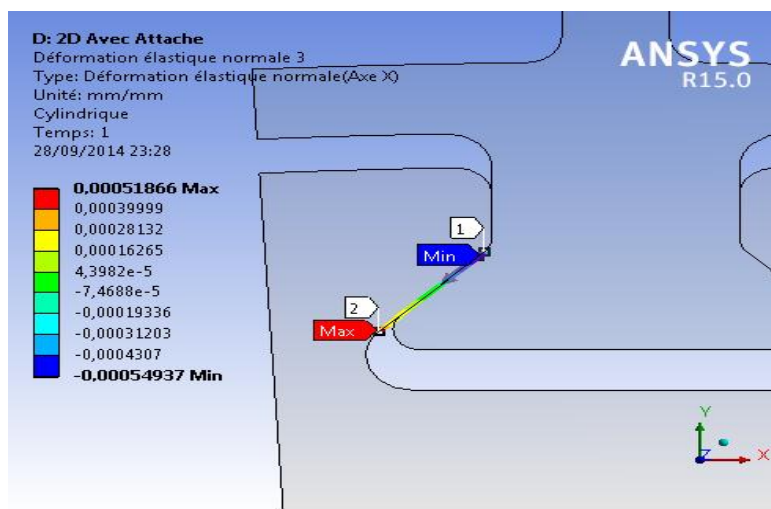 D: 2D Avec Attache
Déformation élastique normale 3
Type: Déformation élastique normale(Axe X)
Unité: mm/mm
Cylindrique
Temps: 1
28/09/2014 23:28
ANSYS
R15.0
0,00051866 Max
0,00039999
0,00028132
0,00016265
4,3982e-5
-7,4688e-5
-0,00019336
-0,00031203
-0,0004307
-0,00054937 Min
1
Min
2
Max
Y
Z
X